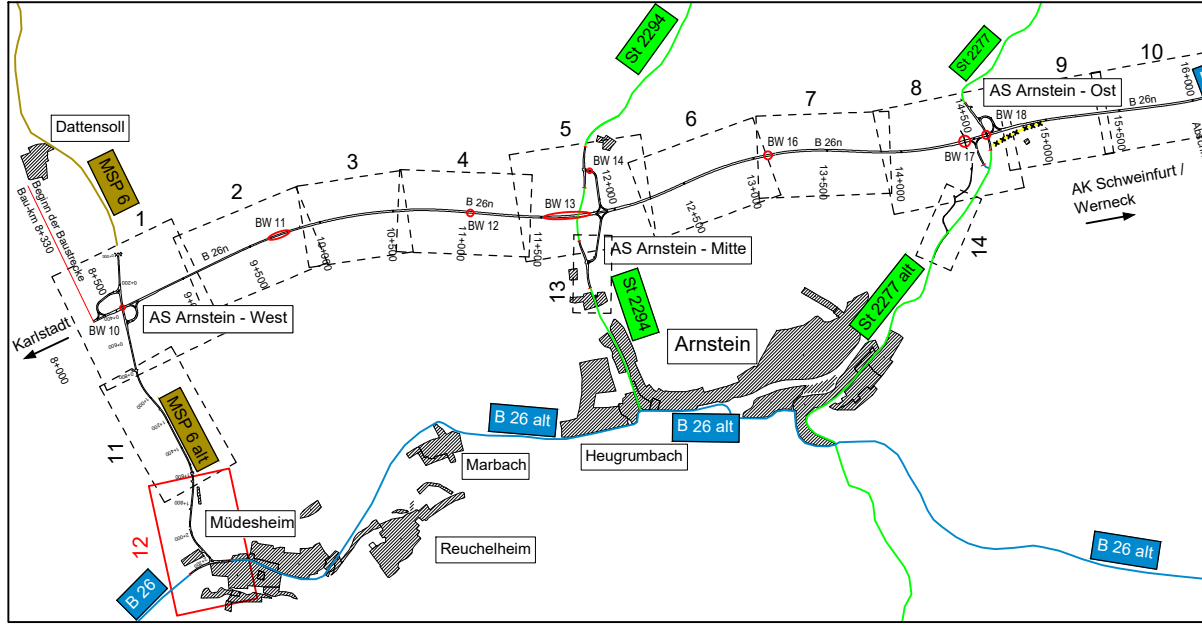 St 2294
St 2277
10
9
8
7
6
5
4
3
2
1
Dattensoll
MSP 6
Beginn der Baustrecke
Bau-km 8+330
AS Arnstein - Ost
BW 18
BW 17
B 26n
14+500
15+000
15+500
16+000
BW 16
B 26n
13+000
13+500
14+000
12+500
BW 14
12+000
BW 13
B 26n
BW 12
11+000
11+500
10+500
BW 11
B 26n
9+500
8+500
AK Schweinfurt /
Werneck
14
AS Arnstein - Mitte
13
St 2294
St 2277 alt
AS Arnstein - West
BW 10
Karlstadt
8+000
Arnstein
11
MSP 6 alt
B 26 alt
B 26 alt
Heugrumbach
Marbach
Müdesheim
Reuchelheim
12
B 26
B 26 alt